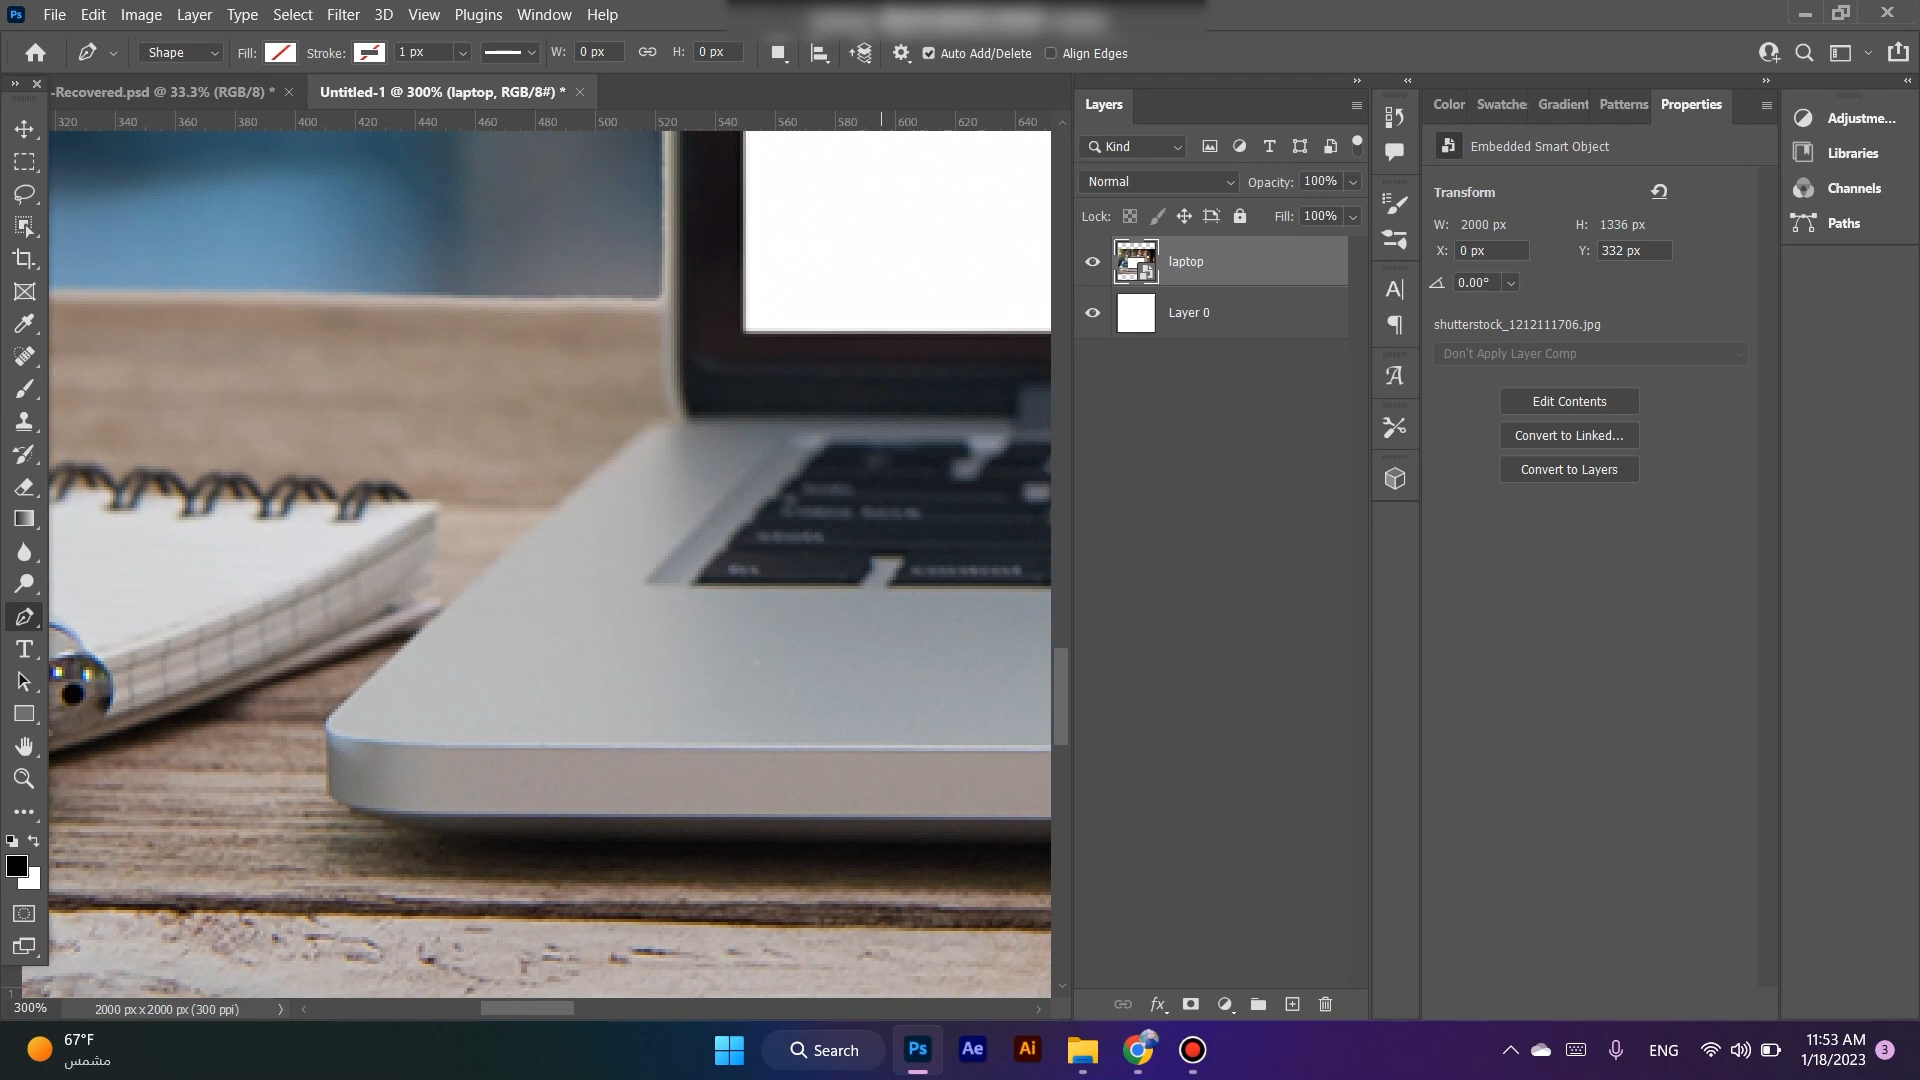 Ps File Edit Image Layer Type Select Filter 3D View Plugins Window Help
Shape Fill: Stroke: 1 px W: 0 px H: 0 px Auto Add/Delete Align Edges
-Recovered.psd @ 33.3% (RGB/8) * Untitled-1 @ 300% (laptop, RGB/8#) *
320 340 360 380 400 420 440 460 480 500 520 540 560 580 600 620 640
Layers
Kind
Normal Opacity: 100%
Lock: Fill: 100%
laptop
Layer 0
Color Swatche Gradient Patterns Properties
Embedded Smart Object
Transform
W: 2000 px H: 1336 px
X: 0 px Y: 332 px
0.00°
shutterstock_1212111706.jpg
Don't Apply Layer Comp
Edit Contents
Convert to Linked...
Convert to Layers
Adjustme...
Libraries
Channels
Paths
300% 2000 px x 2000 px (300 ppi)
67°F
مشمس
Search
Ps Ae Ai
ENG
11:53 AM
1/18/2023
3